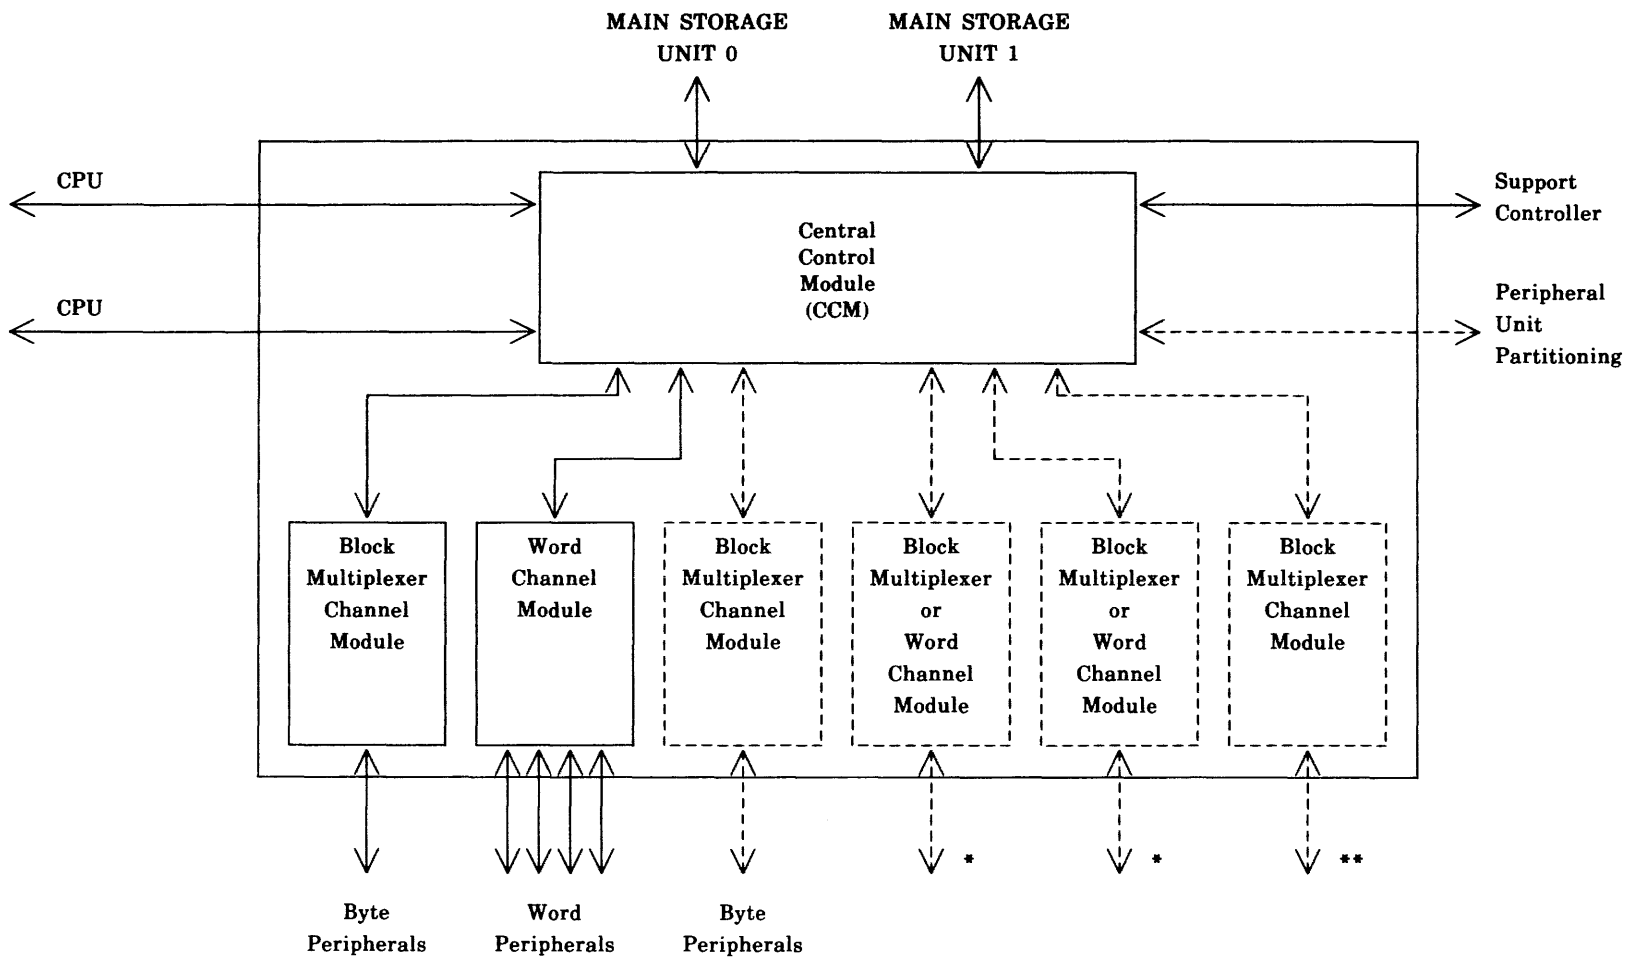 MAIN STORAGE
UNIT 0
MAIN STORAGE
UNIT 1
CPU
CPU
Central
Control
Module
(CCM)
Support
Controller
Peripheral
Unit
Partitioning
Block
Multiplexer
Channel
Module
Word
Channel
Module
Block
Multiplexer
Channel
Module
Block
Multiplexer
or
Word
Channel
Module
Block
Multiplexer
or
Word
Channel
Module
Block
Multiplexer
Channel
Module
*
*
**
Byte
Peripherals
Word
Peripherals
Byte
Peripherals